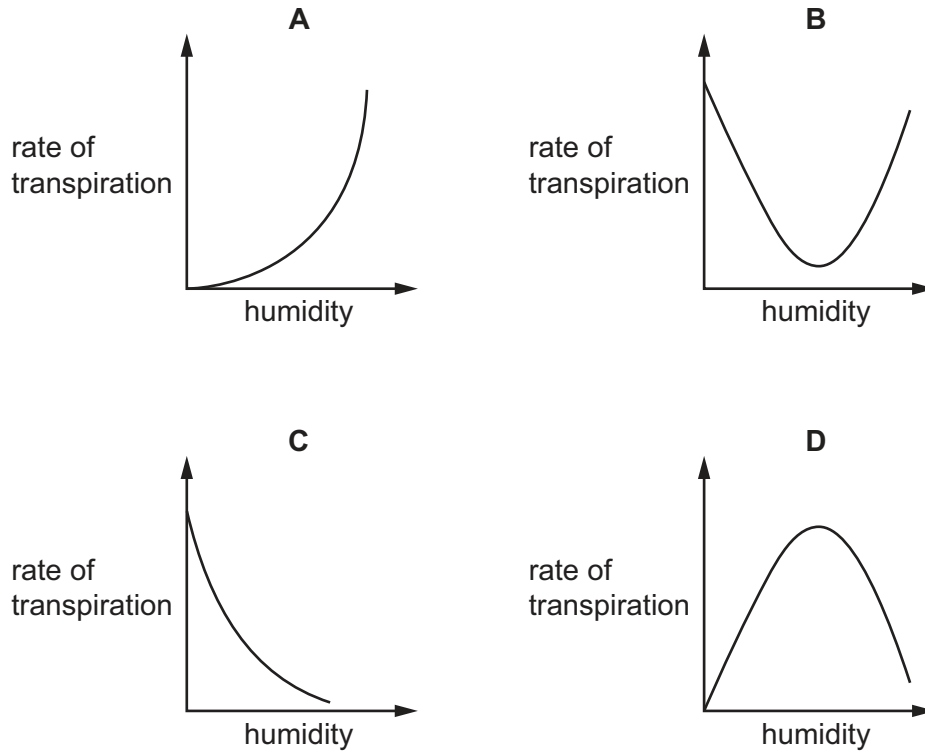 A
rate of
transpiration
humidity
B
rate of
transpiration
humidity
C
rate of
transpiration
humidity
D
rate of
transpiration
humidity